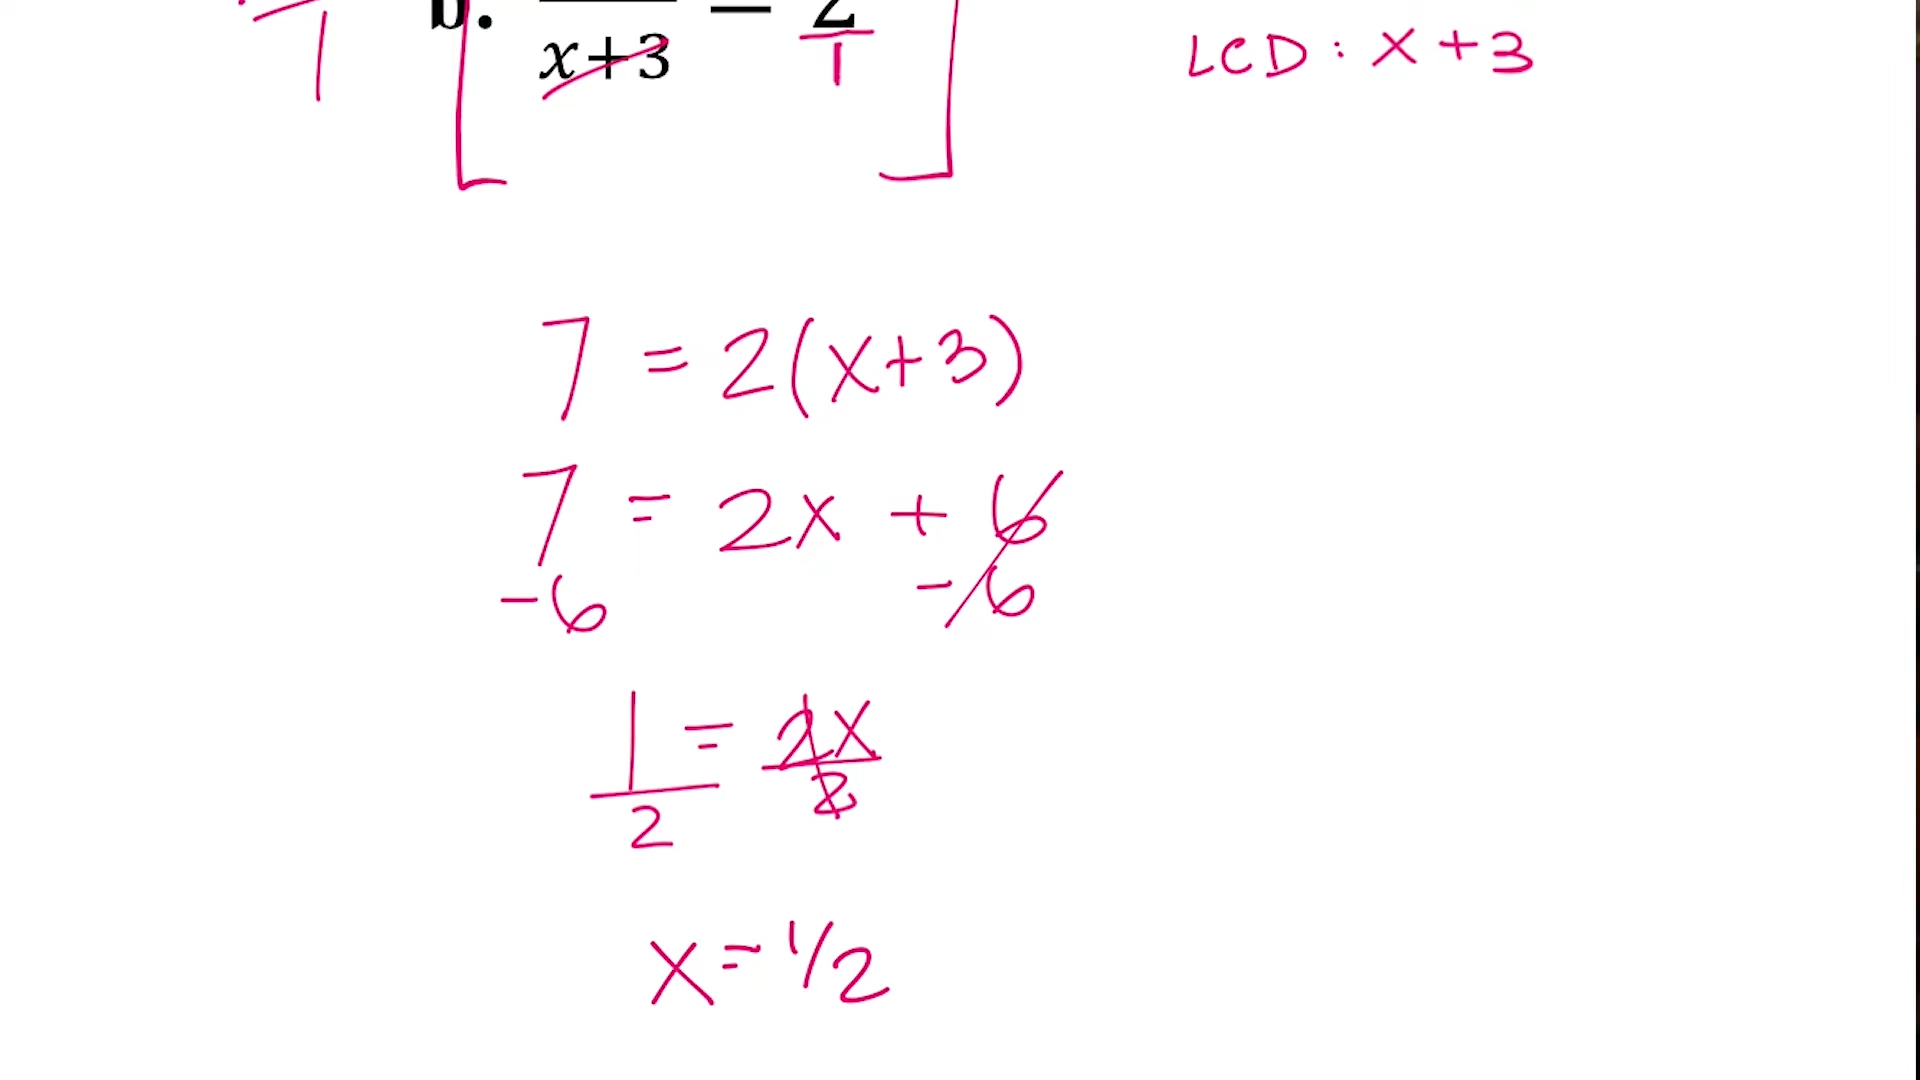 b. x+3 = 2/1
1
LCD: x+3
7 = 2(x+3)
7 = 2x + 6
-6 -6
1 = 2x
2 2
x = 1/2